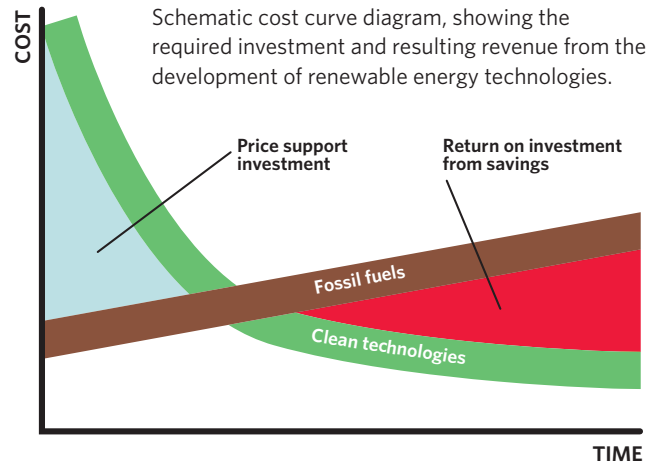 COST
Schematic cost curve diagram, showing the
required investment and resulting revenue from the
development of renewable energy technologies.
Price support
investment
Return on investment
from savings
Fossil fuels
Clean technologies
TIME